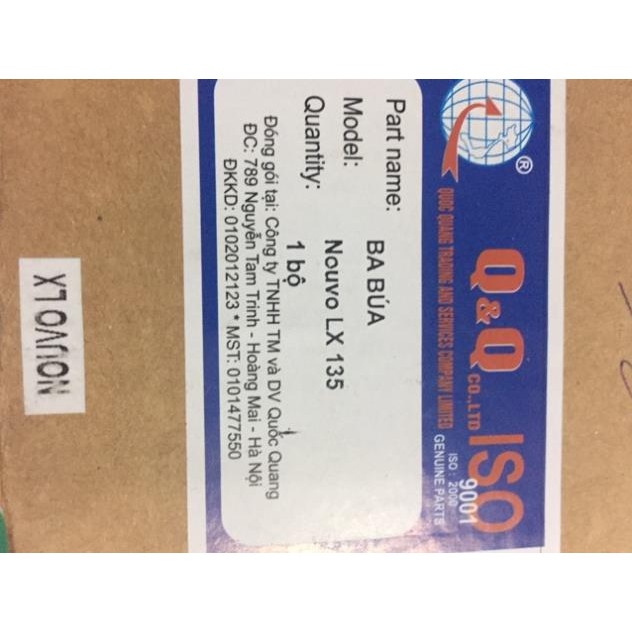 ®
Q&Q CO.,LTD ISO 9001
ISO : 2000
QUOC QUANG TRADING AND SERVICES COMPANY LIMITED GENUINE PARTS
Part name: BA BÚA
Model: Nouvo LX 135
Quantity: 1 bộ
Đóng gói tại: Công ty TNHH TM và DV Quốc Quang
ĐC: 789 Nguyễn Tam Trinh - Hoàng Mai - Hà Nội
ĐKKD: 0102012123 * MST: 0101477550
NOUVOLX